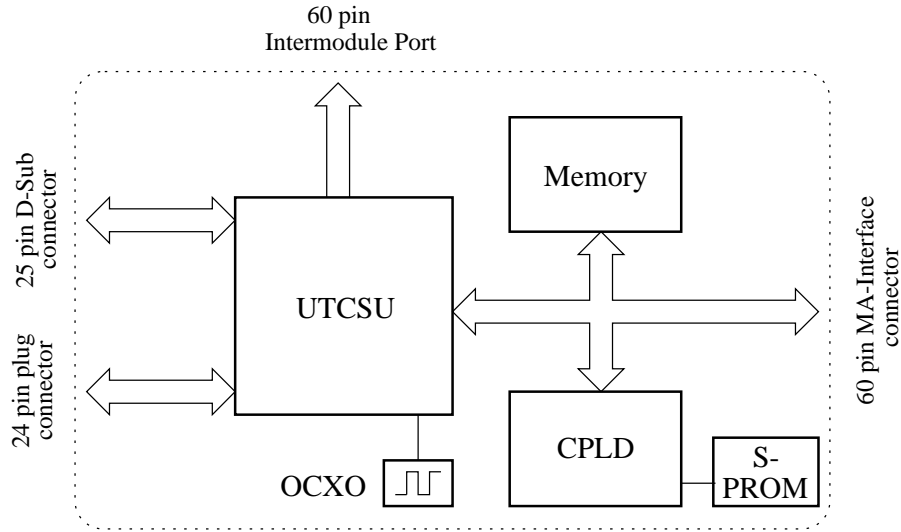 60 pin
Intermodule Port
25 pin D-Sub
connector
Memory
UTCSU
60 pin MA-Interface
connector
24 pin plug
connector
CPLD
OCXO
S-
PROM